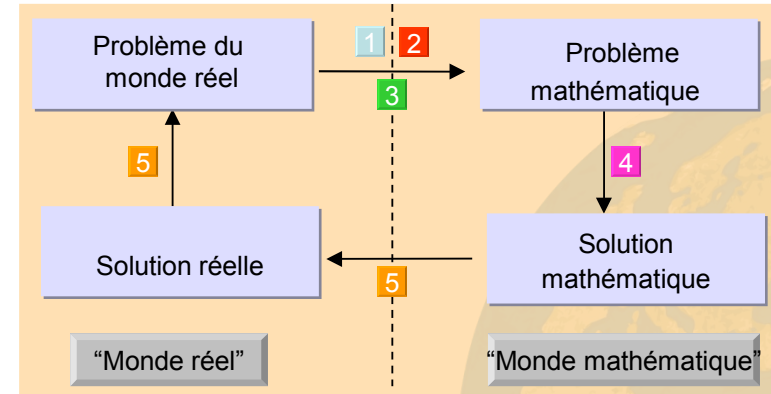 Problème du
monde réel
1 2
3
Problème
mathématique
5
4
Solution réelle
5
Solution
mathématique
“Monde réel”
“Monde mathématique”